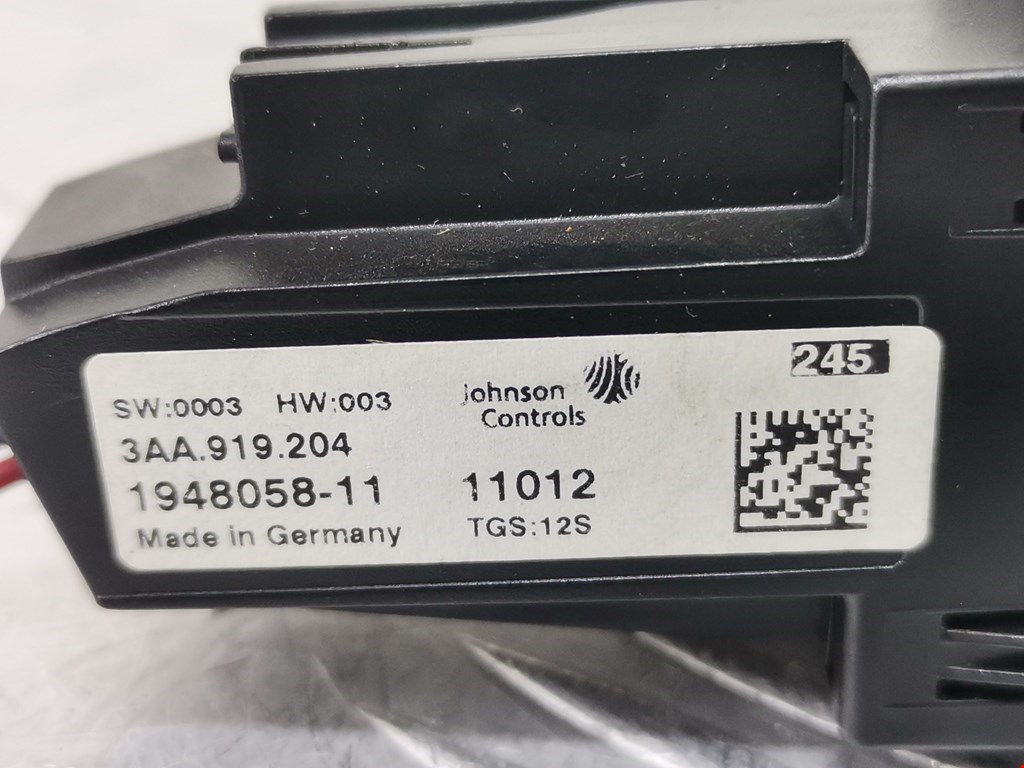 245
SW:0003 HW:003
Johnson
Controls
3AA.919.204
1948058-11
11012
Made in Germany
TGS:12S